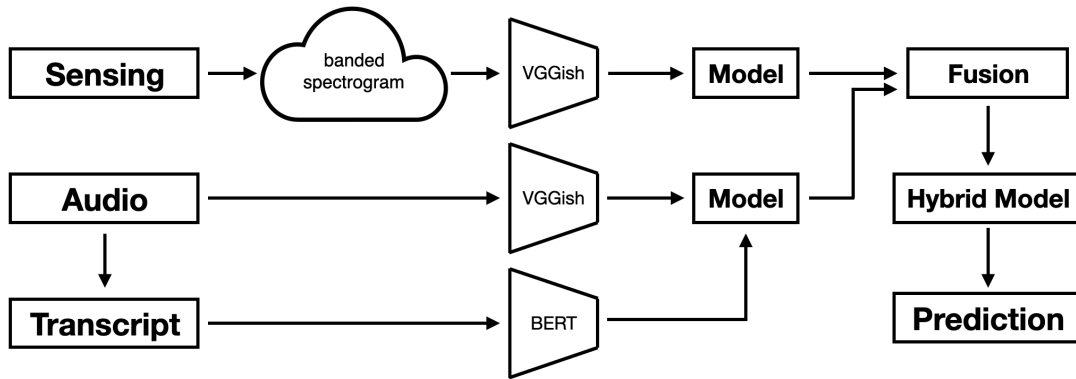 Sensing
banded
spectrogram
VGGish
Model
Fusion
Audio
VGGish
Model
Hybrid Model
Transcript
BERT
Prediction